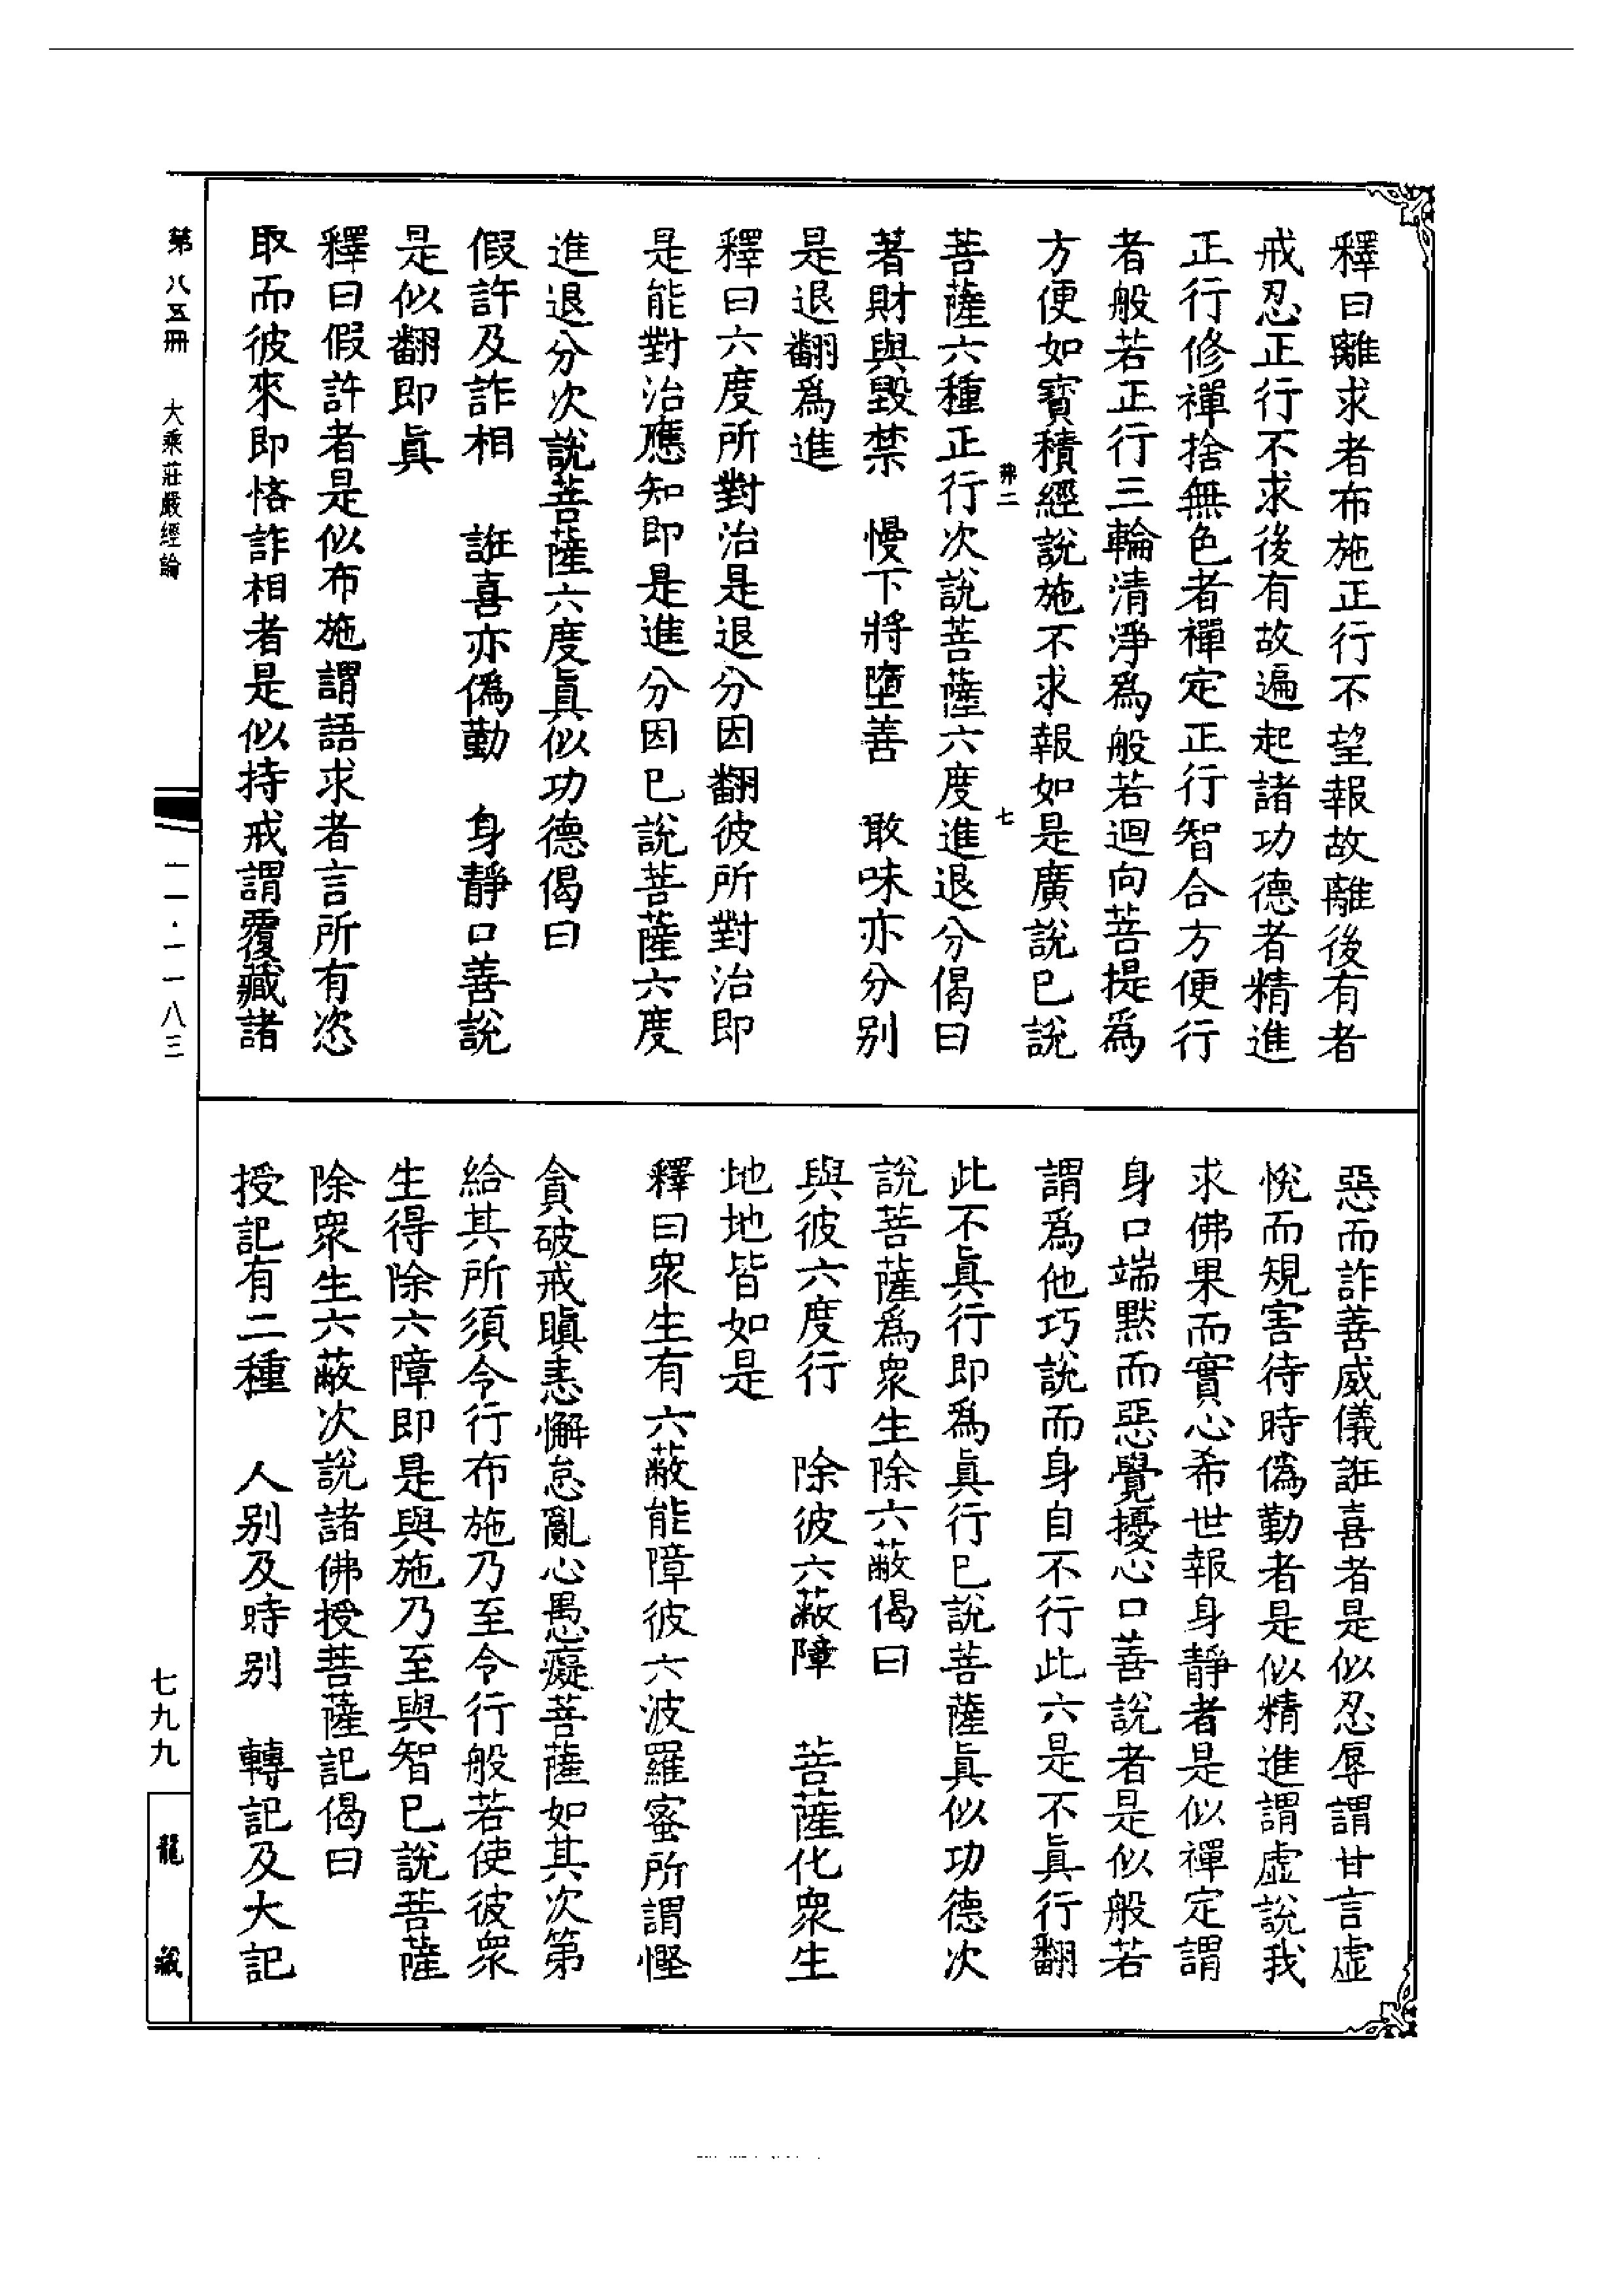 釋曰離求者布施正行不望報故離後有者
戒忍正行不求後有故遍起諸功德者精進
正行修禪捨無色者禪定正行智合方便行
者般若正行三輪清淨爲般若迴向菩提爲
方便如寶積經說施不求報如是廣說已說
菩薩六種正行次說菩薩六度進退分偈曰
著財與毀禁　慢下將墮善　敢味亦分别
是退翻爲進
釋曰六度所對治是退分因翻彼所對治即
是能對治應知即是進分因已說菩薩六度
進退分次說菩薩六度眞似功德偈曰
假許及詐相　誑喜亦僞勤　身靜口善說
是似翻即眞
釋曰假許者是似布施謂語求者言所有恣
取而彼來即悋詐相者是似持戒謂覆藏諸
惡而詐善威儀誑喜者是似忍辱謂甘言虛
悅而規害待時僞勤者是似精進謂虛說我
求佛果而實心希世報身靜者是似禪定謂
身口端默而惡覺擾心口善說者是似般若
謂爲他巧說而身自不行此六是不眞行翻
此不眞行即爲眞行已說菩薩眞似功德次
說菩薩爲衆生除六蔽偈曰
與彼六度行　除彼六蔽障　菩薩化衆生
地地皆如是
釋曰衆生有六蔽能障彼六波羅蜜所謂慳
貪破戒瞋恚懈怠亂心愚癡菩薩如其次第
給其所須令行布施乃至令行般若使彼衆
生得除六障即是與施乃至與智已說菩薩
除衆生六蔽次說諸佛授菩薩記偈曰
授記有二種　人别及時别　轉記及大記
第八五冊　大乘莊嚴經論
一一·一一八三
七九九
龍藏
七